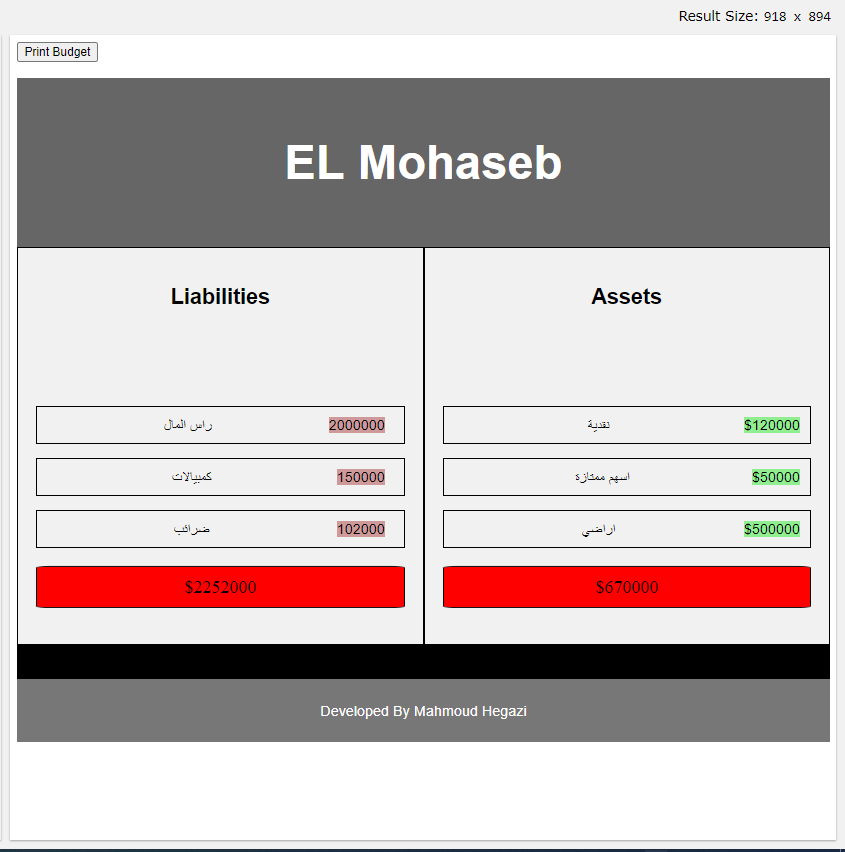 Result Size: 918 x 894
Print Budget
EL Mohaseb
Liabilities
راس المال 2000000
كمبيالات 150000
ضرائب 102000
$2252000
Assets
نقدية $120000
اسهم ممتازة $50000
اراضي $500000
$670000
Developed By Mahmoud Hegazi